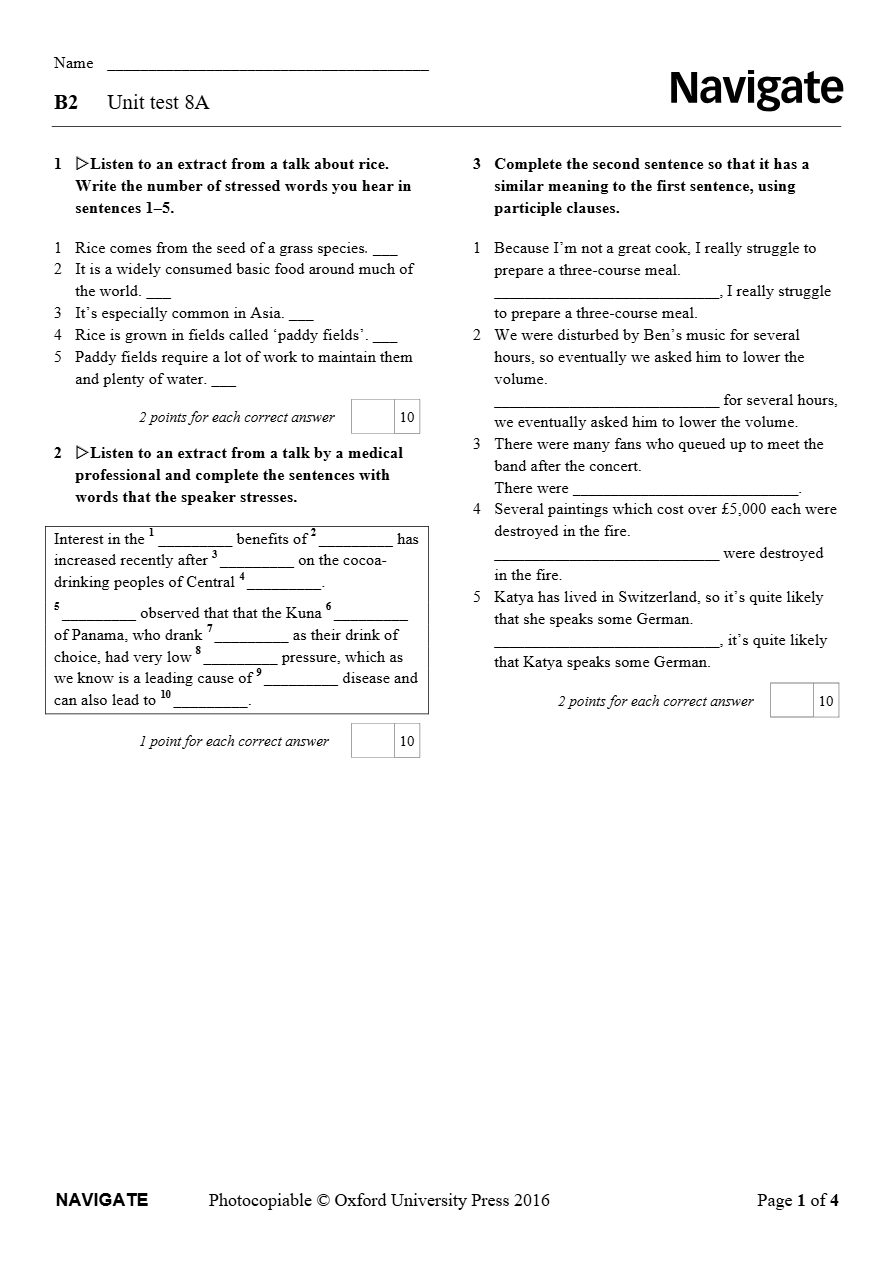 Name ______________________________________
Navigate
B2 Unit test 8A
1 ▷Listen to an extract from a talk about rice.
Write the number of stressed words you hear in
sentences 1–5.
1 Rice comes from the seed of a grass species. ___
2 It is a widely consumed basic food around much of
the world. ___
3 It’s especially common in Asia. ___
4 Rice is grown in fields called ‘paddy fields’. ___
5 Paddy fields require a lot of work to maintain them
and plenty of water. ___
2 points for each correct answer 10
2 ▷Listen to an extract from a talk by a medical
professional and complete the sentences with
words that the speaker stresses.
Interest in the 1 _________ benefits of 2 _________ has
increased recently after 3 _________ on the cocoa-
drinking peoples of Central 4 _________.
5 _________ observed that that the Kuna 6 _________
of Panama, who drank 7 _________ as their drink of
choice, had very low 8 _________ pressure, which as
we know is a leading cause of 9 _________ disease and
can also lead to 10 _________.
1 point for each correct answer 10
3 Complete the second sentence so that it has a
similar meaning to the first sentence, using
participle clauses.
1 Because I’m not a great cook, I really struggle to
prepare a three-course meal.
___________________________, I really struggle
to prepare a three-course meal.
2 We were disturbed by Ben’s music for several
hours, so eventually we asked him to lower the
volume.
___________________________ for several hours,
we eventually asked him to lower the volume.
3 There were many fans who queued up to meet the
band after the concert.
There were ___________________________.
4 Several paintings which cost over £5,000 each were
destroyed in the fire.
___________________________ were destroyed
in the fire.
5 Katya has lived in Switzerland, so it’s quite likely
that she speaks some German.
___________________________, it’s quite likely
that Katya speaks some German.
2 points for each correct answer 10
NAVIGATE Photocopiable © Oxford University Press 2016 Page 1 of 4